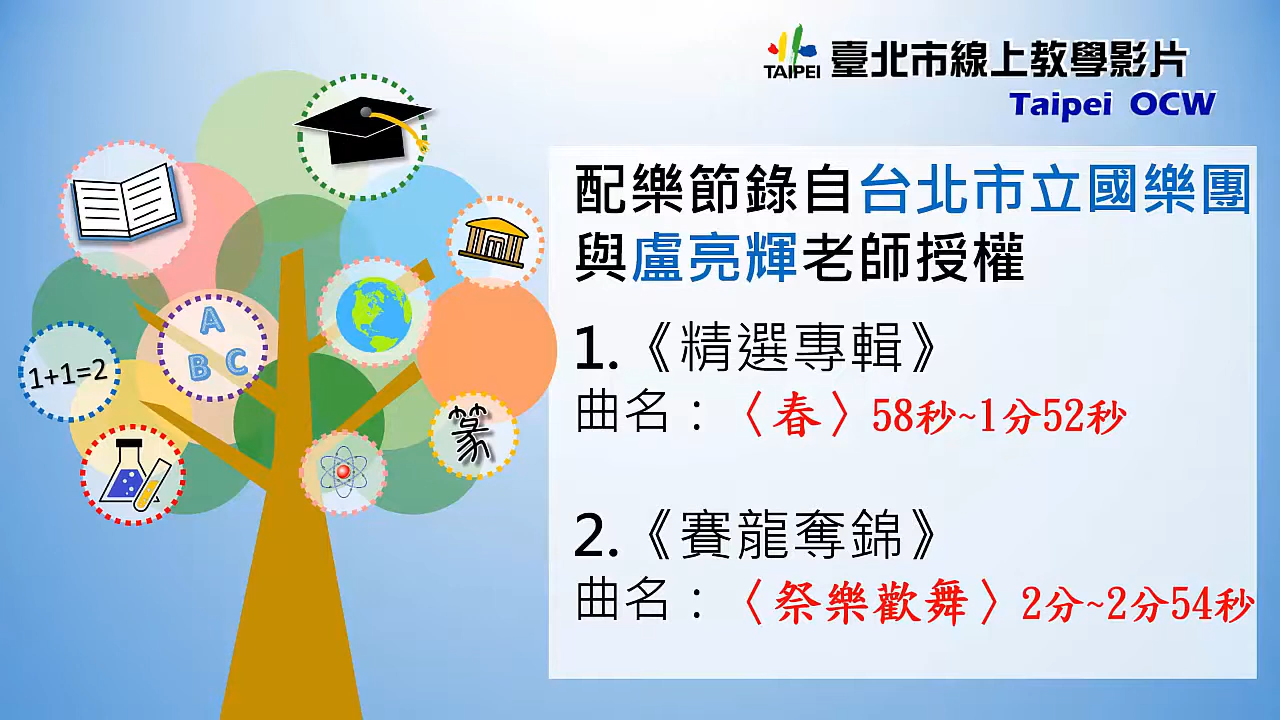 TAIPEI 臺北市線上教學影片
Taipei OCW
配樂節錄自台北市立國樂團
與盧亮輝老師授權
1.《精選專輯》
曲名：〈春〉58秒~1分52秒
2.《賽龍奪錦》
曲名：〈祭樂歡舞〉2分~2分54秒
A
B C
1+1=2
篆